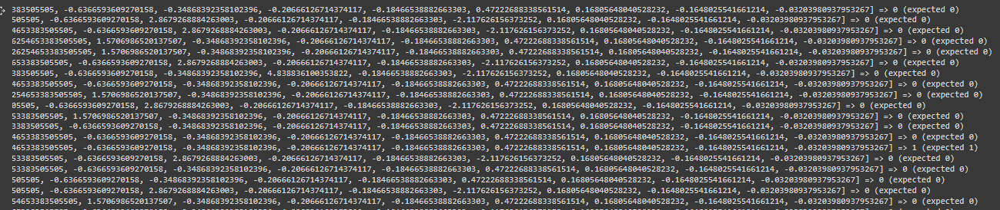 383505505, -0.6366593609270158, -0.34868392358102396, -0.20666126714374117, -0.18466538882663303, 0.47222688338561514, 0.16805648040528232, -0.1648025541661214, -0.03203980937953267] => 0 (expected 0)
505505, -0.6366593609270158, 2.8679268884263003, -0.20666126714374117, -0.18466538882663303, -2.117626156373252, 0.16805648040528232, -0.1648025541661214, -0.03203980937953267] => 0 (expected 0)
4653383505505, -0.6366593609270158, 2.8679268884263003, -0.20666126714374117, -0.18466538882663303, -2.117626156373252, 0.16805648040528232, -0.1648025541661214, -0.03203980937953267] => 0 (expected 0)
6254653383505505, 1.5706986520137507, -0.34868392358102396, -0.20666126714374117, -0.18466538882663303, 0.47222688338561514, 0.16805648040528232, -0.1648025541661214, -0.03203980937953267] => 0 (expected 0)
26254653383505505, 1.5706986520137507, -0.34868392358102396, -0.20666126714374117, -0.18466538882663303, 0.47222688338561514, 0.16805648040528232, -0.1648025541661214, -0.03203980937953267] => 0 (expected 0)
653383505505, -0.6366593609270158, 2.8679268884263003, -0.20666126714374117, -0.18466538882663303, -2.117626156373252, 0.16805648040528232, -0.1648025541661214, -0.03203980937953267] => 0 (expected 0)
383505505, -0.6366593609270158, -0.34868392358102396, 4.838836100353822, -0.18466538882663303, -2.117626156373252, 0.16805648040528232, -0.1648025541661214, -0.03203980937953267] => 0 (expected 0)
4653383505505, -0.6366593609270158, -0.34868392358102396, -0.20666126714374117, -0.18466538882663303, 0.47222688338561514, 0.16805648040528232, -0.1648025541661214, -0.03203980937953267] => 0 (expected 0)
254653383505505, 1.5706986520137507, -0.34868392358102396, -0.20666126714374117, -0.18466538882663303, 0.47222688338561514, 0.16805648040528232, -0.1648025541661214, -0.03203980937953267] => 0 (expected 0)
05505, -0.6366593609270158, 2.8679268884263003, -0.20666126714374117, -0.18466538882663303, -2.117626156373252, 0.16805648040528232, -0.1648025541661214, -0.03203980937953267] => 0 (expected 0)
53383505505, 1.5706986520137507, -0.34868392358102396, -0.20666126714374117, -0.18466538882663303, 0.47222688338561514, 0.16805648040528232, -0.1648025541661214, -0.03203980937953267] => 0 (expected 0)
3383505505, -0.6366593609270158, -0.34868392358102396, -0.20666126714374117, -0.18466538882663303, 0.47222688338561514, 0.16805648040528232, -0.1648025541661214, -0.03203980937953267] => 0 (expected 0)
4653383505505, -0.6366593609270158, -0.34868392358102396, -0.20666126714374117, -0.18466538882663303, 0.47222688338561514, 0.16805648040528232, -0.1648025541661214, -0.03203980937953267] => 0 (expected 0)
4653383505505, -0.6366593609270158, -0.34868392358102396, -0.20666126714374117, -0.18466538882663303, 0.47222688338561514, 0.16805648040528232, -0.1648025541661214, -0.03203980937953267] => 1 (expected 1)
53383505505, -0.6366593609270158, 2.8679268884263003, -0.20666126714374117, -0.18466538882663303, -2.117626156373252, 0.16805648040528232, -0.1648025541661214, -0.03203980937953267] => 0 (expected 0)
53383505505, -0.6366593609270158, -0.34868392358102396, -0.20666126714374117, -0.18466538882663303, 0.47222688338561514, 0.16805648040528232, -0.1648025541661214, -0.03203980937953267] => 0 (expected 0)
505505, -0.6366593609270158, -0.34868392358102396, -0.20666126714374117, -0.18466538882663303, 0.47222688338561514, 0.16805648040528232, -0.1648025541661214, -0.03203980937953267] => 0 (expected 0)
505505, -0.6366593609270158, 2.8679268884263003, -0.20666126714374117, -0.18466538882663303, -2.117626156373252, 0.16805648040528232, -0.1648025541661214, -0.03203980937953267] => 0 (expected 0)
54653383505505, 1.5706986520137507, -0.34868392358102396, -0.20666126714374117, -0.18466538882663303, 0.47222688338561514, 0.16805648040528232, -0.1648025541661214, -0.03203980937953267] => 0 (expected 0)